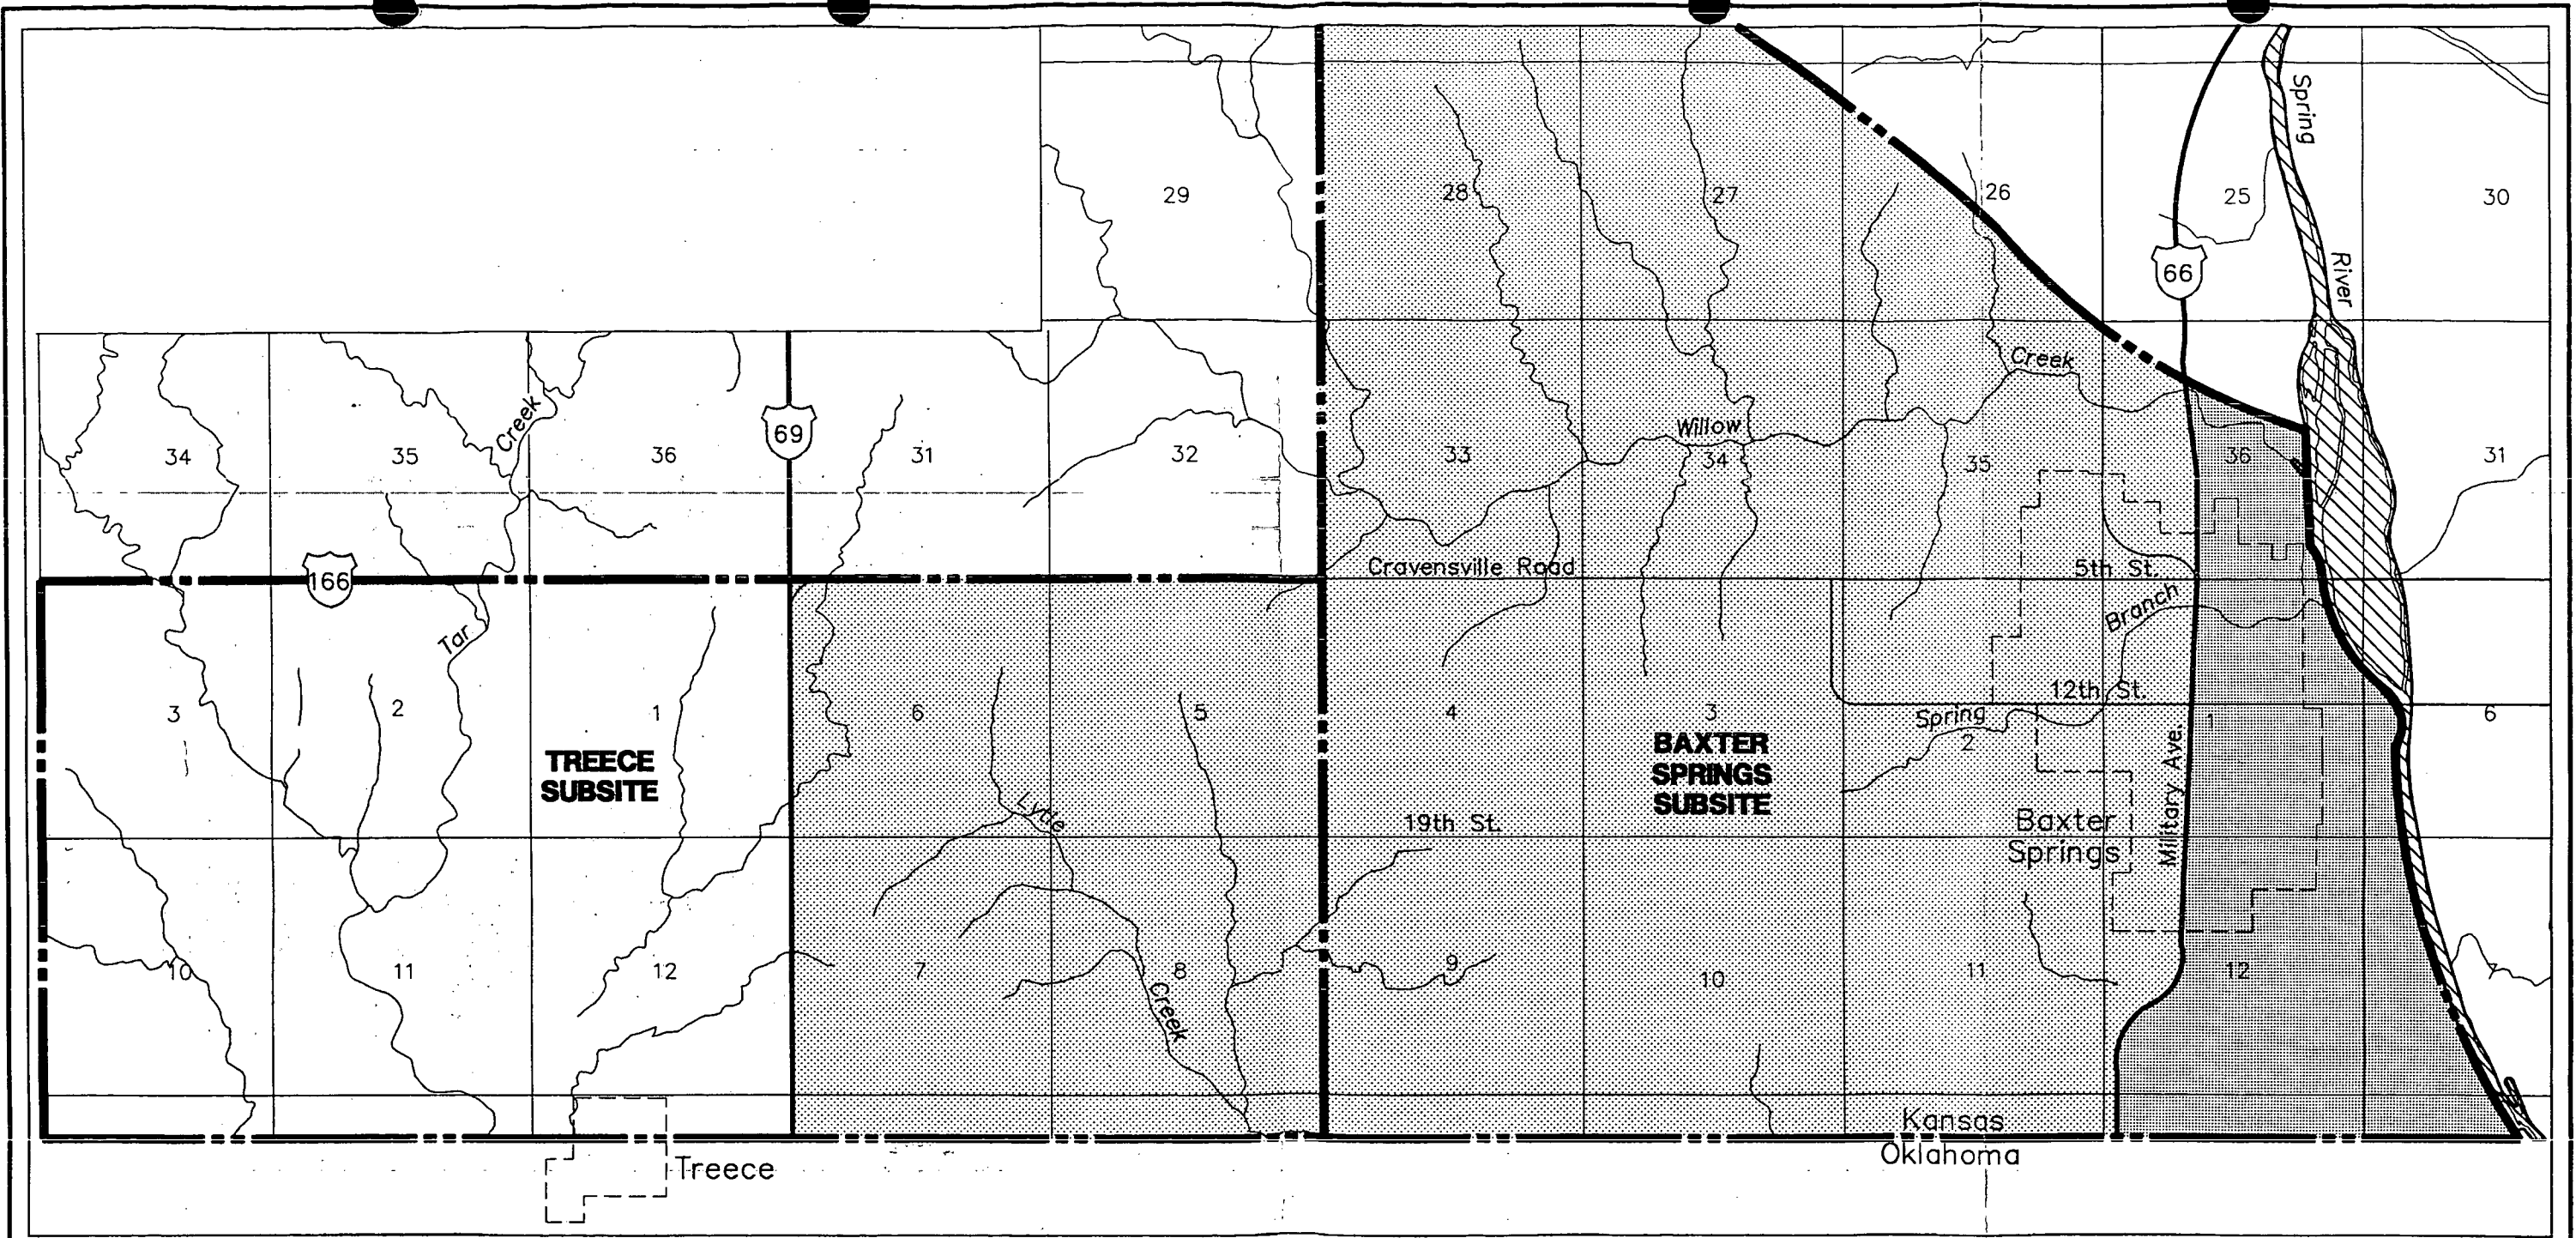 Spring
29
28
27
26
25
30
River
66
Creek
Creek
69
Willow
34
35
36
31
32
33
34
35
36
31
Cravensville Road
5th St.
166
Branch
Tar
12th St.
3
2
1
6
5
4
3
Spring
2
1
6
TREECE
SUBSITE
BAXTER
SPRINGS
SUBSITE
Military Ave.
Lytle
19th St.
Baxter
Springs
10
11
12
7
8
9
10
11
12
7
Creek
Kansas
Oklahoma
Treece